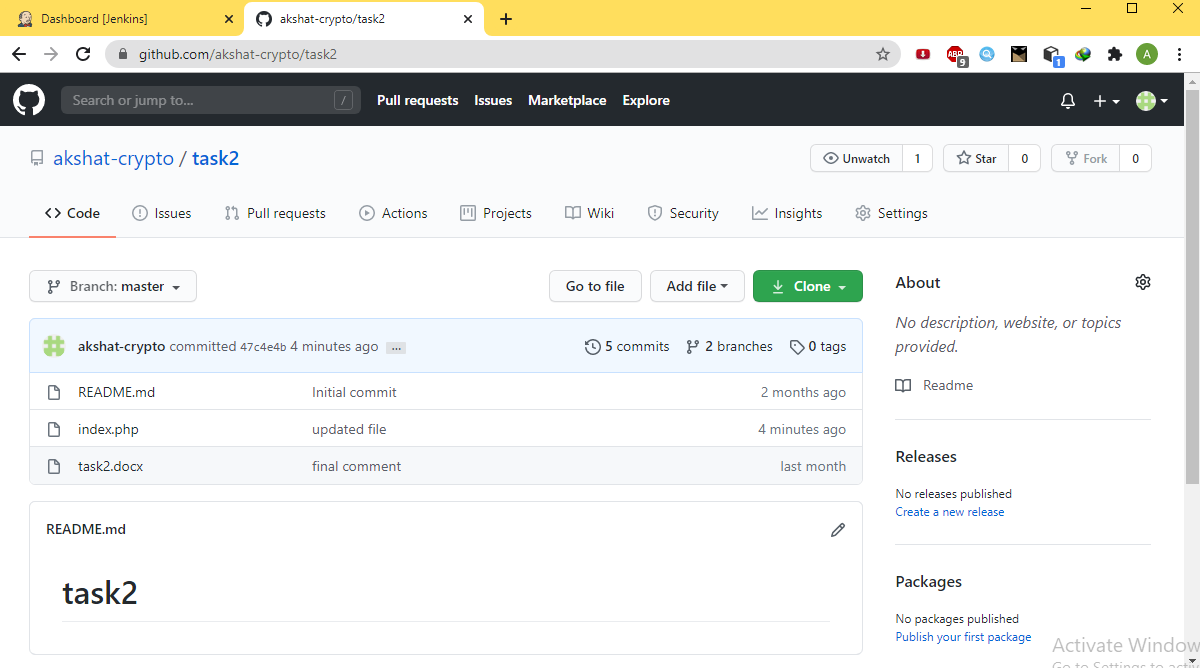 Dashboard [Jenkins]
akshat-crypto/task2
github.com/akshat-crypto/task2
ABP
9
1
A
Search or jump to...
/
Pull requests
Issues
Marketplace
Explore
akshat-crypto / task2
Unwatch
1
Star
0
Fork
0
Code
Issues
Pull requests
Actions
Projects
Wiki
Security
Insights
Settings
Branch: master
Go to file
Add file
Clone
akshat-crypto committed 47c4e4b 4 minutes ago ...
5 commits
2 branches
0 tags
README.md Initial commit 2 months ago
index.php updated file 4 minutes ago
task2.docx final comment last month
README.md
task2
About
No description, website, or topics
provided.
Readme
Releases
No releases published
Create a new release
Packages
No packages published
Publish your first package
Activate Window
Go to Settings to activ